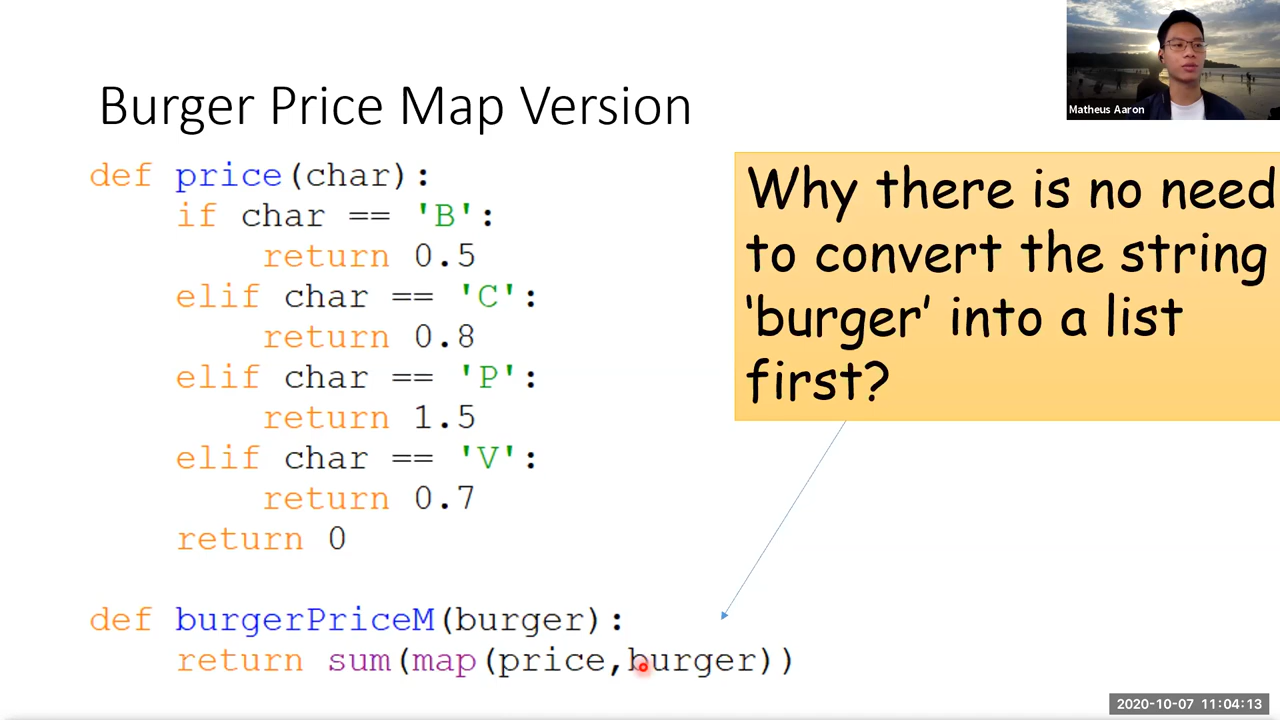 Matheus Aaron
Burger Price Map Version
def price(char):
    if char == 'B':
        return 0.5
    elif char == 'C':
        return 0.8
    elif char == 'P':
        return 1.5
    elif char == 'V':
        return 0.7
    return 0
def burgerPriceM(burger):
    return sum(map(price,burger))
Why there is no need
to convert the string
‘burger’ into a list
first?
2020-10-07 11:04:13